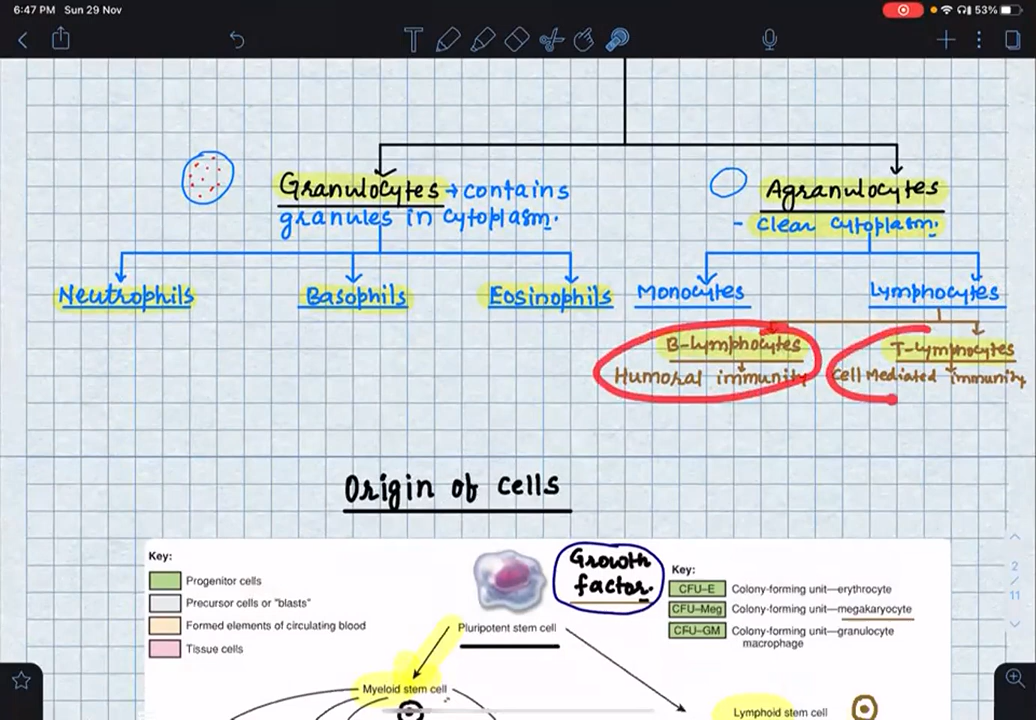 6:47 PM Sun 29 Nov
53%
Granulocytes → contains
granules in cytoplasm.
Agranulocytes
- clear cytoplasm.
Neutrophils
Basophils
Eosinophils
Monocytes
Lymphocytes
B-lymphocytes
Humoral immunity
T-lymphocytes
Cell Mediated immunity
Origin of cells
Key:
Progenitor cells
Precursor cells or "blasts"
Formed elements of circulating blood
Tissue cells
Growth
factor.
Key:
CFU–E Colony-forming unit—erythrocyte
CFU–Meg Colony-forming unit—megakaryocyte
CFU–GM Colony-forming unit—granulocyte
macrophage
Pluripotent stem cell
Myeloid stem cell
Lymphoid stem cell
2
/
11